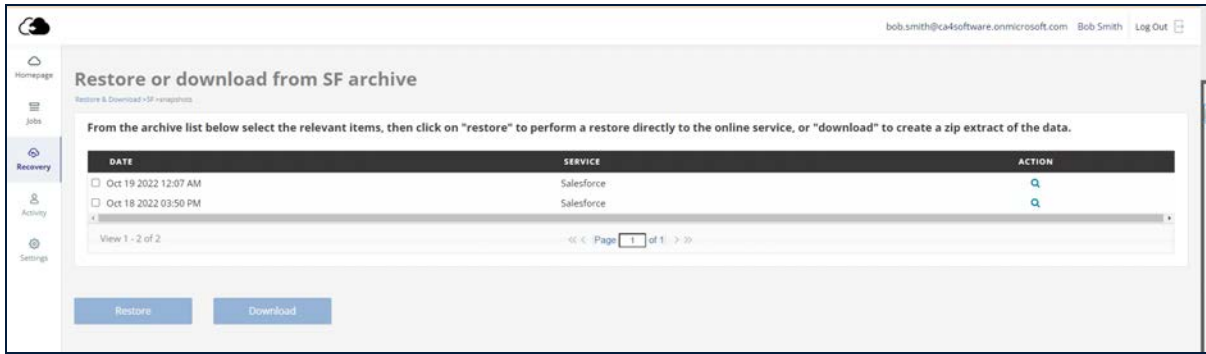 bob.smith@ca4software.onmicrosoft.com Bob Smith Log Out
Homepage
Jobs
Recovery
Activity
Settings
Restore or download from SF archive
Restore & Download >SF >snapshots
From the archive list below select the relevant items, then click on "restore" to perform a restore directly to the online service, or "download" to create a zip extract of the data.
DATE SERVICE ACTION
Oct 19 2022 12:07 AM Salesforce
Oct 18 2022 03:50 PM Salesforce
View 1 - 2 of 2 Page 1 of 1
Restore Download